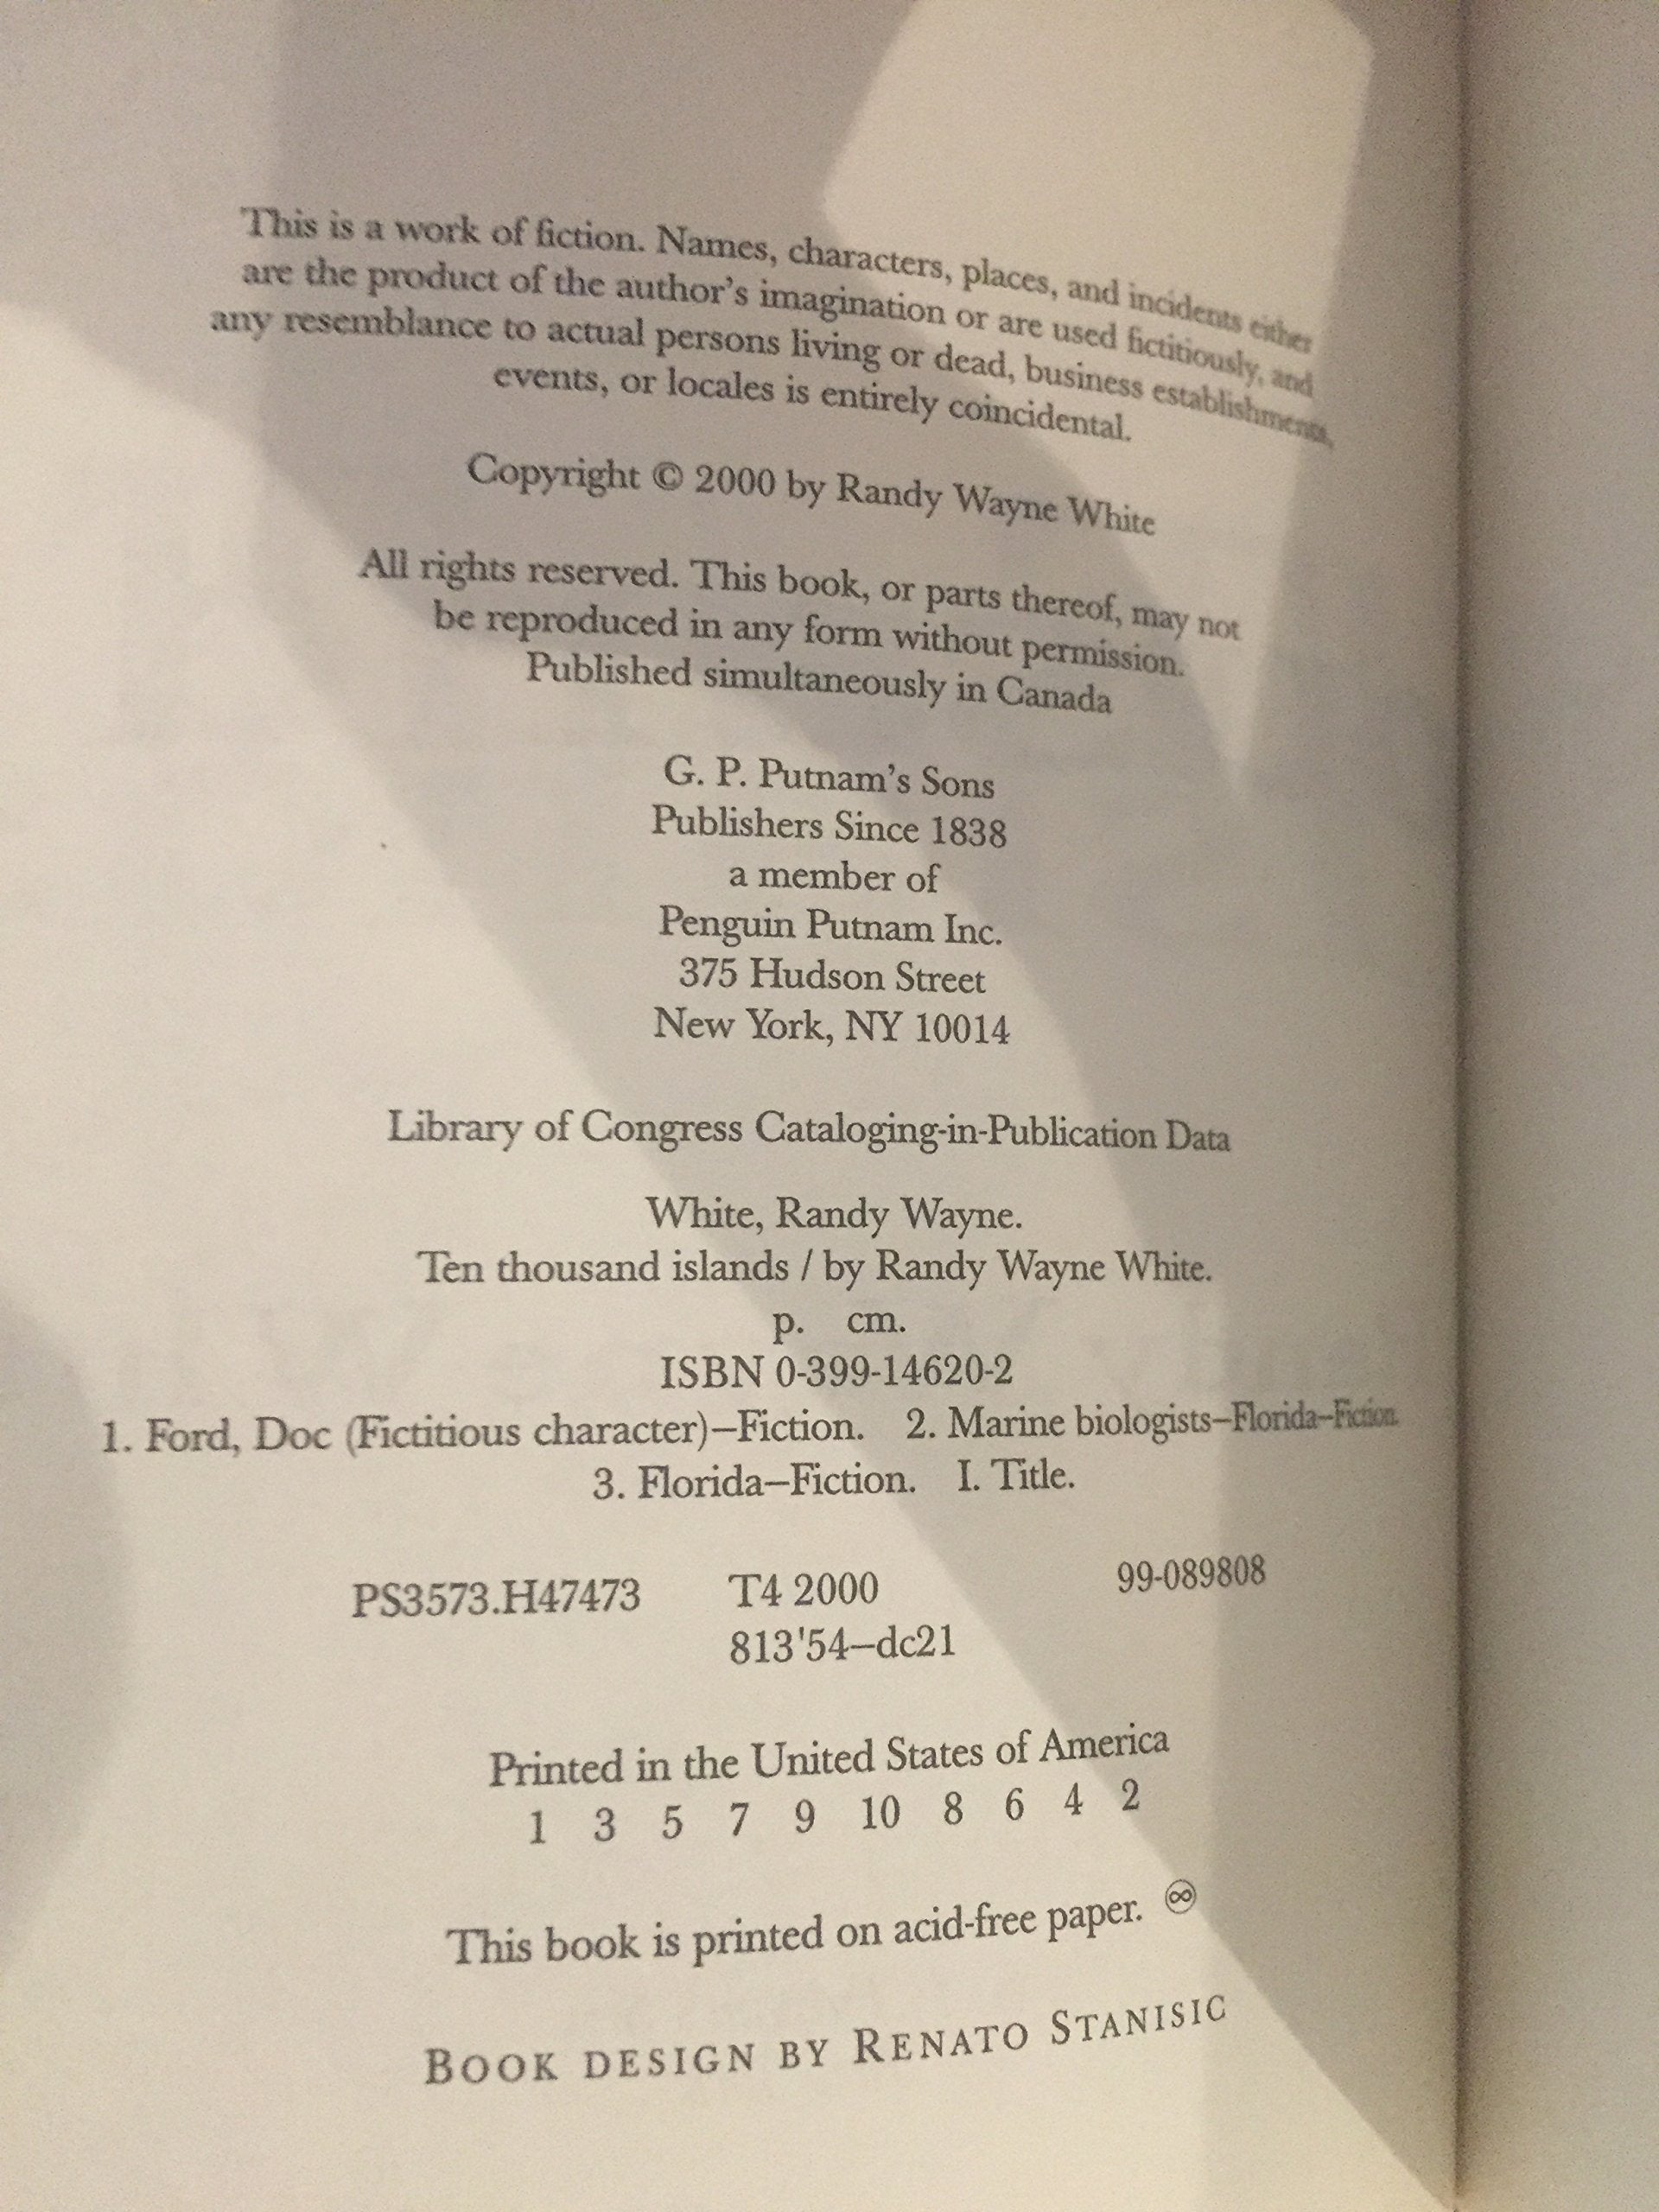 This is a work of fiction. Names, characters, places, and incidents either
are the product of the author's imagination or are used fictitiously, and
any resemblance to actual persons living or dead, business establishments,
events, or locales is entirely coincidental.
Copyright © 2000 by Randy Wayne White
All rights reserved. This book, or parts thereof, may not
be reproduced in any form without permission.
Published simultaneously in Canada
G. P. Putnam's Sons
Publishers Since 1838
a member of
Penguin Putnam Inc.
375 Hudson Street
New York, NY 10014
Library of Congress Cataloging-in-Publication Data
White, Randy Wayne.
Ten thousand islands / by Randy Wayne White.
p. cm.
ISBN 0-399-14620-2
1. Ford, Doc (Fictitious character)—Fiction. 2. Marine biologists—Florida—Fiction.
3. Florida—Fiction. I. Title.
PS3573.H47473 T4 2000 99-089808
813'54—dc21
Printed in the United States of America
1 3 5 7 9 10 8 6 4 2
This book is printed on acid-free paper. ♾
BOOK DESIGN BY RENATO STANISIC